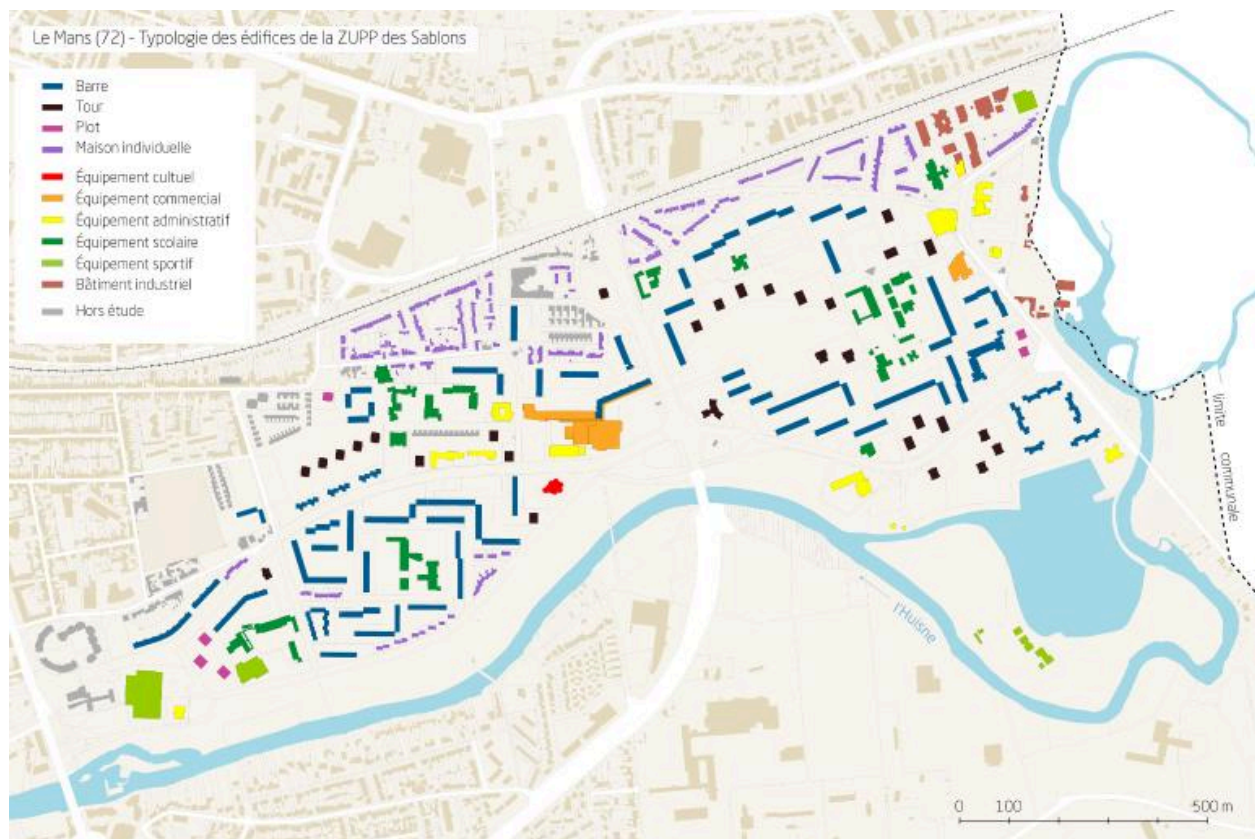 Le Mans (72) - Typologie des édifices de la ZUPP des Sablons
Barre
Tour
Plot
Maison individuelle
Équipement cultuel
Équipement commercial
Équipement administratif
Équipement scolaire
Équipement sportif
Bâtiment industriel
Hors étude
limite
communale
l'Huisne
0 100 500 m